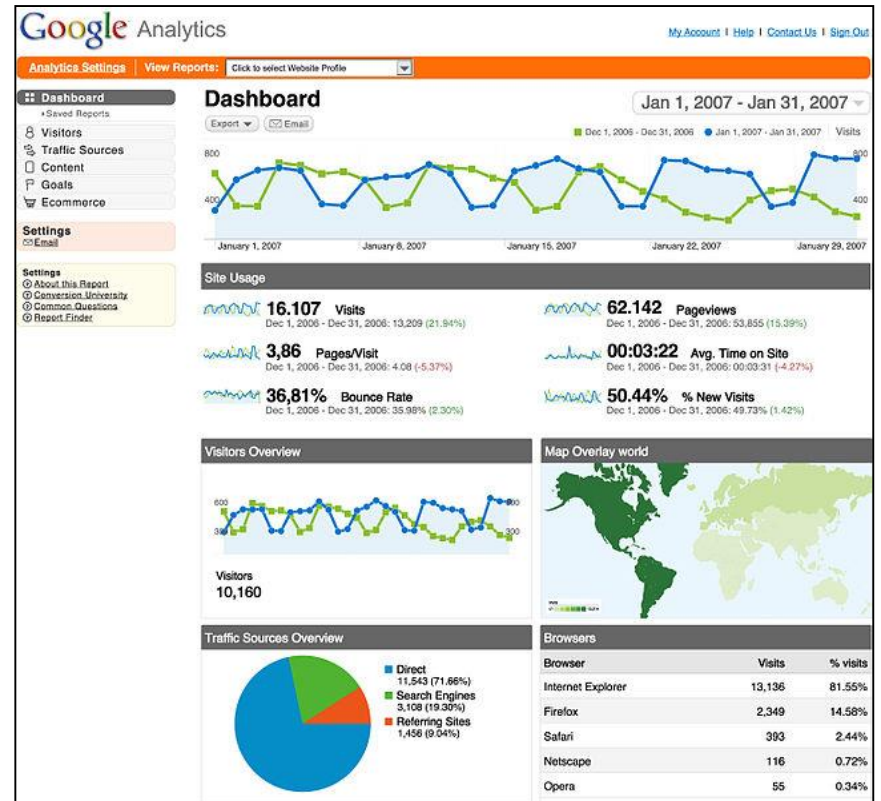 Google Analytics
My Account | Help | Contact Us | Sign Out
Analytics Settings | View Reports: Click to select Website Profile
Dashboard
Saved Reports
Visitors
Traffic Sources
Content
Goals
Ecommerce
Settings
Email
Settings
About this Report
Conversion University
Common Questions
Report Finder
Dashboard
Jan 1, 2007 - Jan 31, 2007
Export Email
Dec 1, 2006 - Dec 31, 2006 Jan 1, 2007 - Jan 31, 2007 Visits
800 800
400 400
January 1, 2007 January 8, 2007 January 15, 2007 January 22, 2007 January 29, 2007
Site Usage
16.107 Visits
Dec 1, 2006 - Dec 31, 2006: 13,209 (21.94%)
62.142 Pageviews
Dec 1, 2006 - Dec 31, 2006: 53,855 (15.39%)
3,86 Pages/Visit
Dec 1, 2006 - Dec 31, 2006: 4.08 (-5.37%)
00:03:22 Avg. Time on Site
Dec 1, 2006 - Dec 31, 2006: 00:03:31 (-4.27%)
36,81% Bounce Rate
Dec 1, 2006 - Dec 31, 2006: 35.98% (2.30%)
50.44% % New Visits
Dec 1, 2006 - Dec 31, 2006: 49.73% (1.42%)
Visitors Overview
600 600
300 300
Visitors
10,160
Map Overlay world
Traffic Sources Overview
Direct
11,543 (71.66%)
Search Engines
3,108 (19.30%)
Referring Sites
1,456 (9.04%)
Browsers
Browser Visits % visits
Internet Explorer 13,136 81.55%
Firefox 2,349 14.58%
Safari 393 2.44%
Netscape 116 0.72%
Opera 55 0.34%